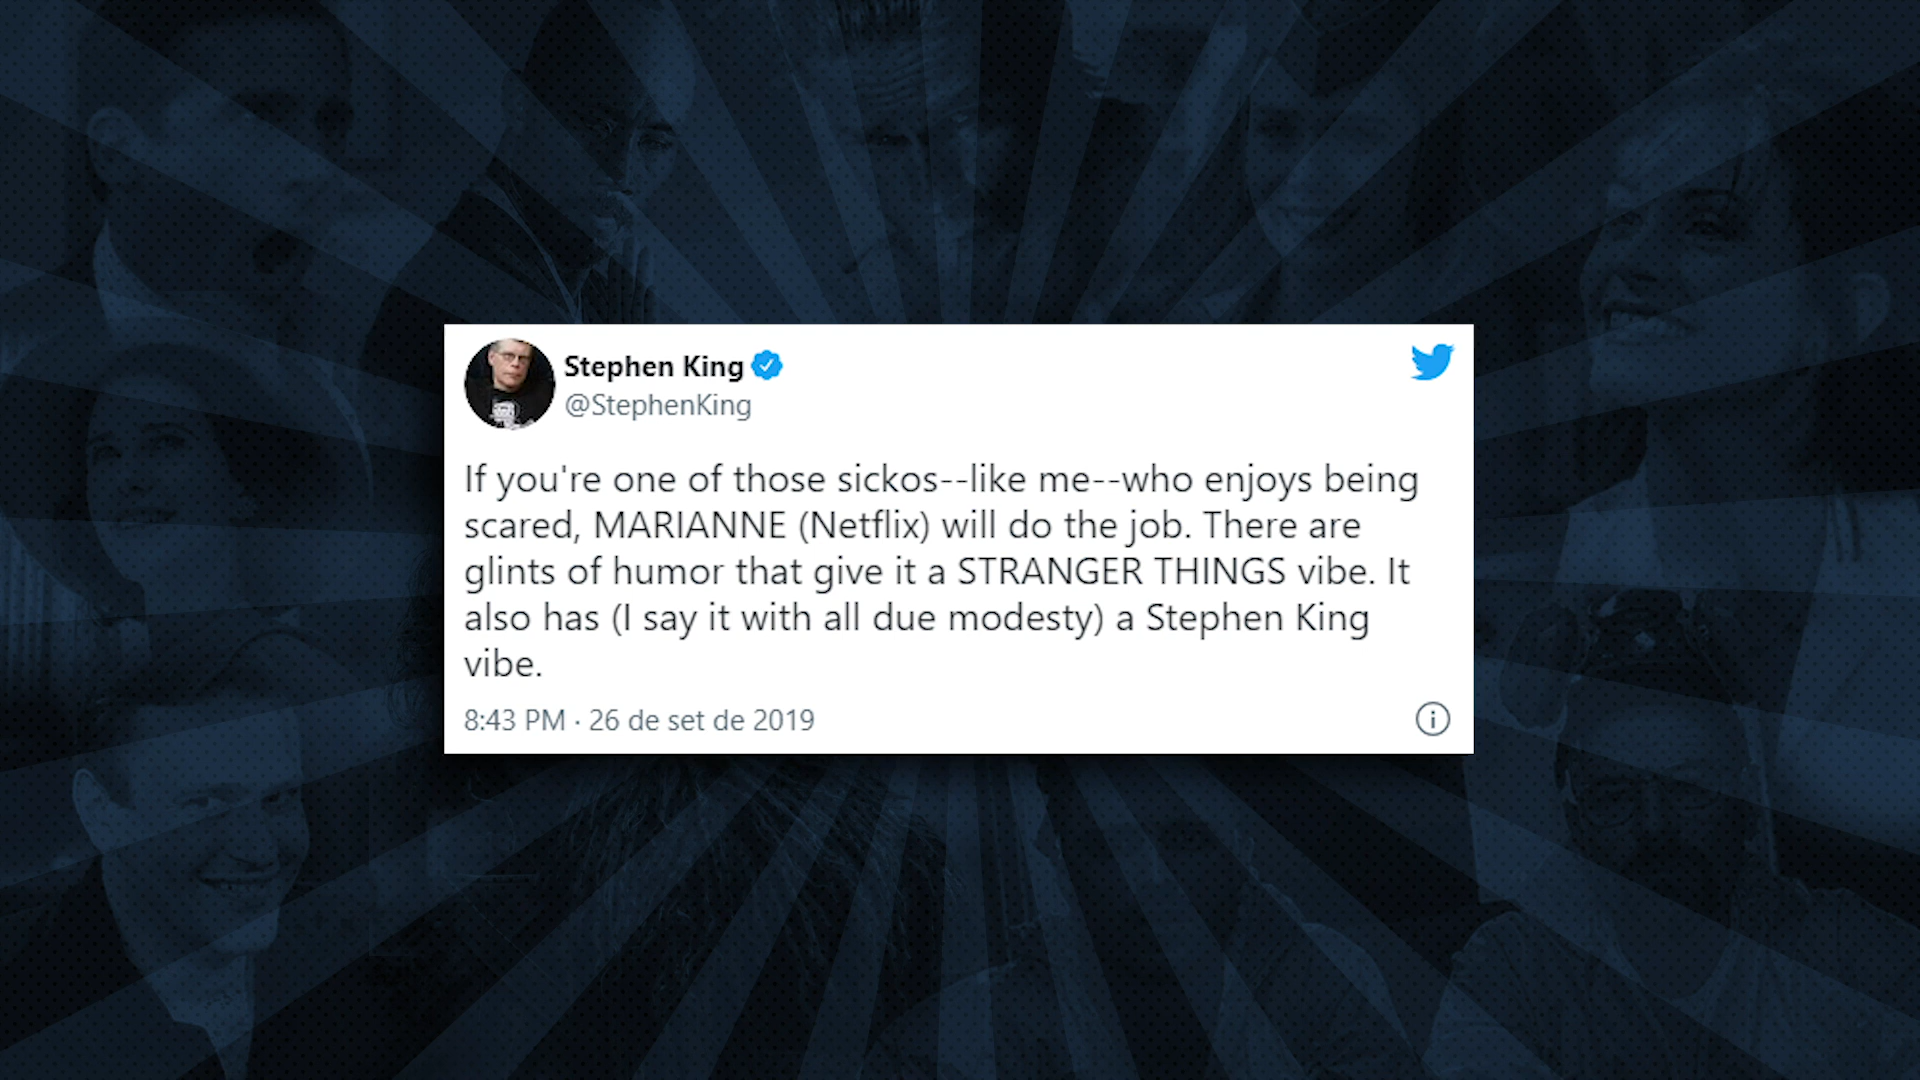 Stephen King
@StephenKing
If you're one of those sickos--like me--who enjoys being
scared, MARIANNE (Netflix) will do the job. There are
glints of humor that give it a STRANGER THINGS vibe. It
also has (I say it with all due modesty) a Stephen King
vibe.
8:43 PM · 26 de set de 2019